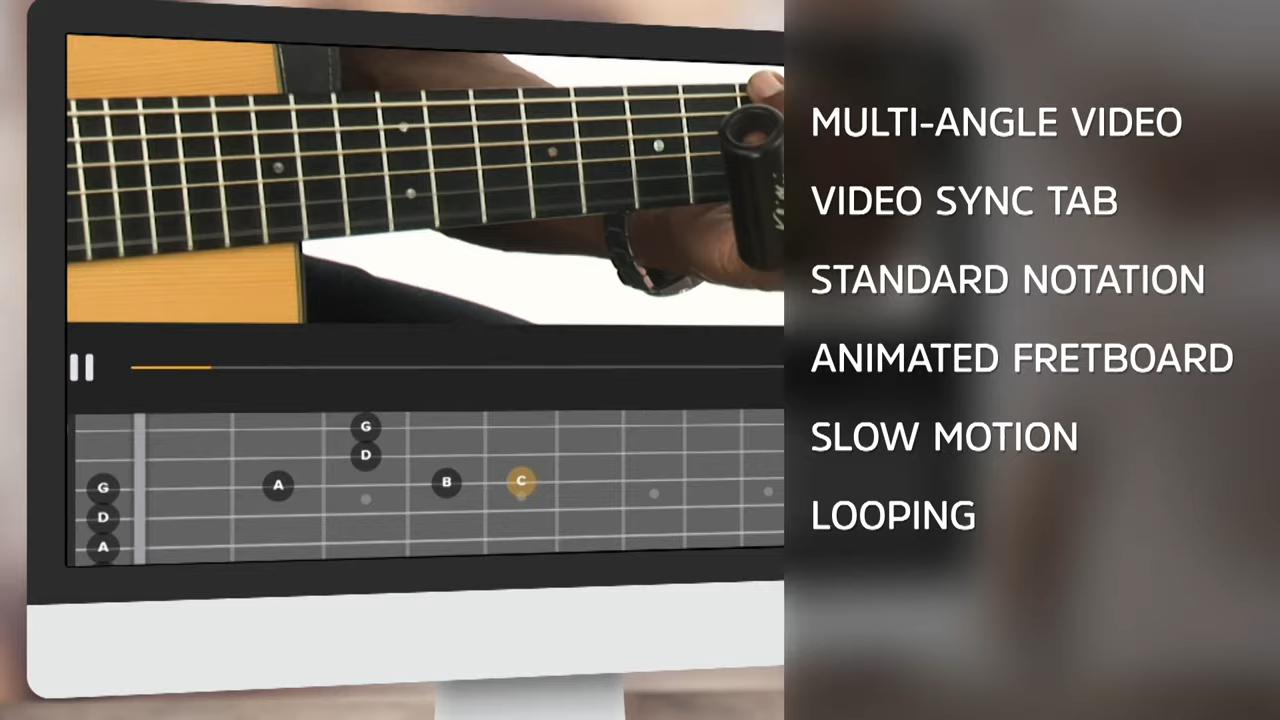 MULTI-ANGLE VIDEO
VIDEO SYNC TAB
STANDARD NOTATION
ANIMATED FRETBOARD
SLOW MOTION
LOOPING
G
D
G
A
B
C
D
A